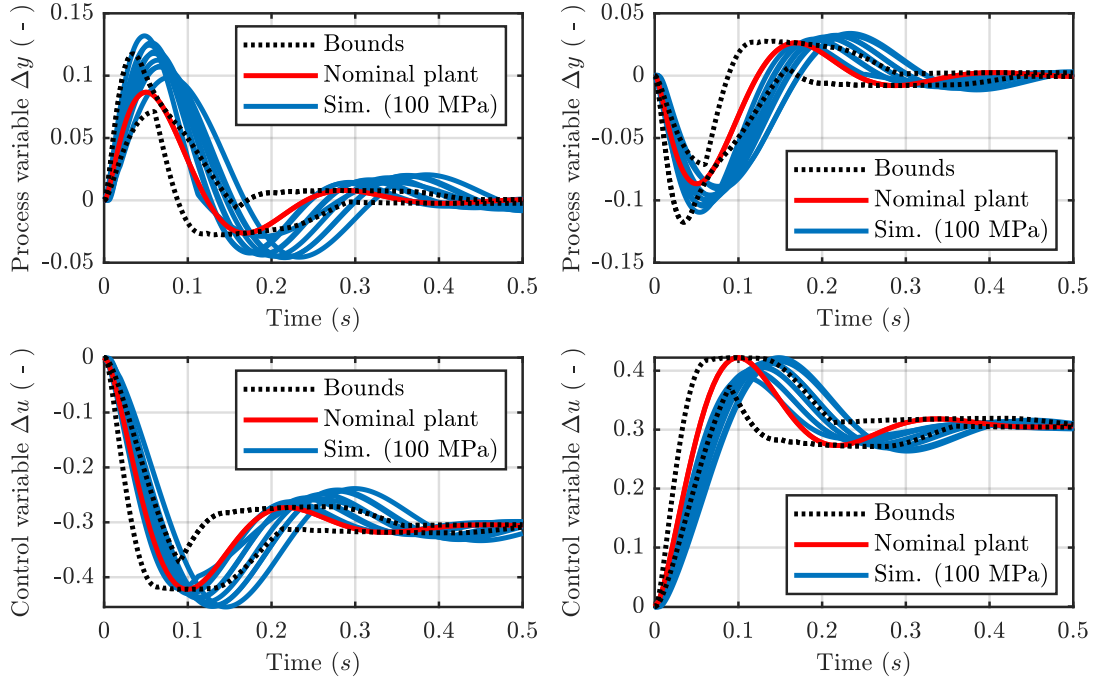 Process variable Δy ( - )
0.15
0.1
0.05
0
-0.05
Bounds
Nominal plant
Sim. (100 MPa)
0 0.1 0.2 0.3 0.4 0.5
Time (s)
Process variable Δy ( - )
0.05
0
-0.05
-0.1
-0.15
Bounds
Nominal plant
Sim. (100 MPa)
0 0.1 0.2 0.3 0.4 0.5
Time (s)
Control variable Δu ( - )
0
-0.1
-0.2
-0.3
-0.4
Bounds
Nominal plant
Sim. (100 MPa)
0 0.1 0.2 0.3 0.4 0.5
Time (s)
Control variable Δu ( - )
0.4
0.3
0.2
0.1
0
Bounds
Nominal plant
Sim. (100 MPa)
0 0.1 0.2 0.3 0.4 0.5
Time (s)